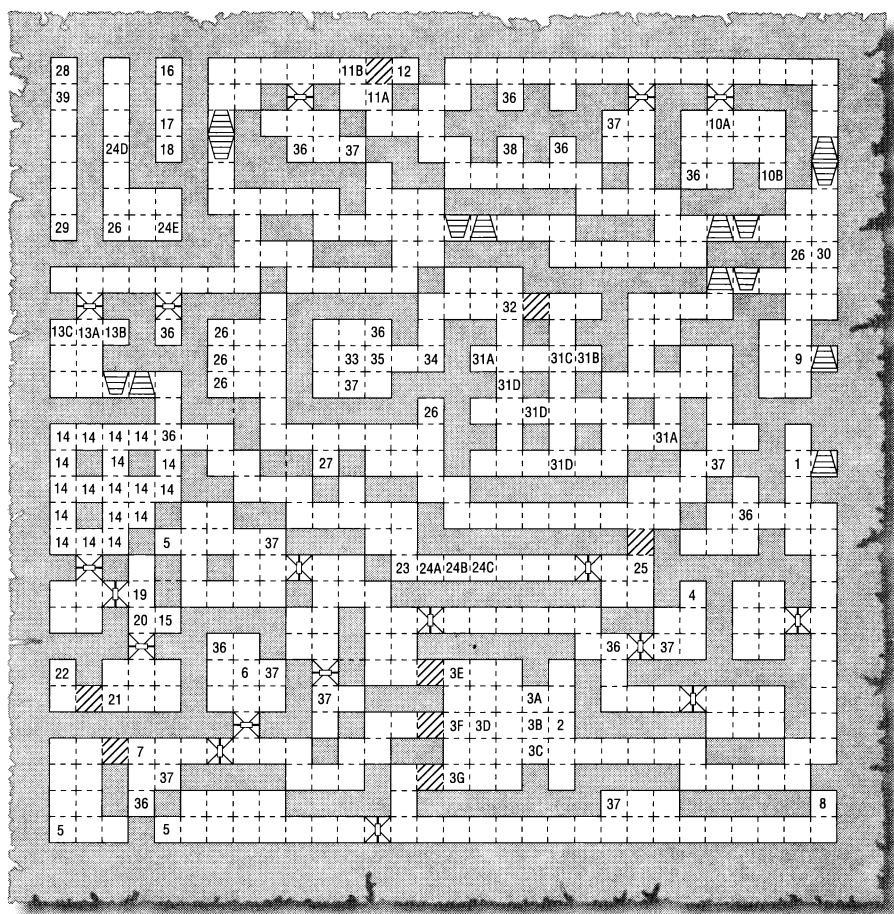 28 16 11B 12
39 11A 36
17 37 10A
24D 18 36 37 38 36
36 10B
29 26 24E
26 30
32
13C 13A 13B 36 26 36
26 33 35 34 31A 31C 31B 9
26 37 31D
26 31D
14 14 14 14 36 31A
14 14 14 27 31D 37 1
14 14 14 14 14
14 14 14 36
14 14 14 5 37
23 24A 24B 24C 25
19 4
20 15
36 36 37
22 6 37 3E
21 37 3A
3F 3D 3B 2
7 3C
37 3G
36 37 8
5 5